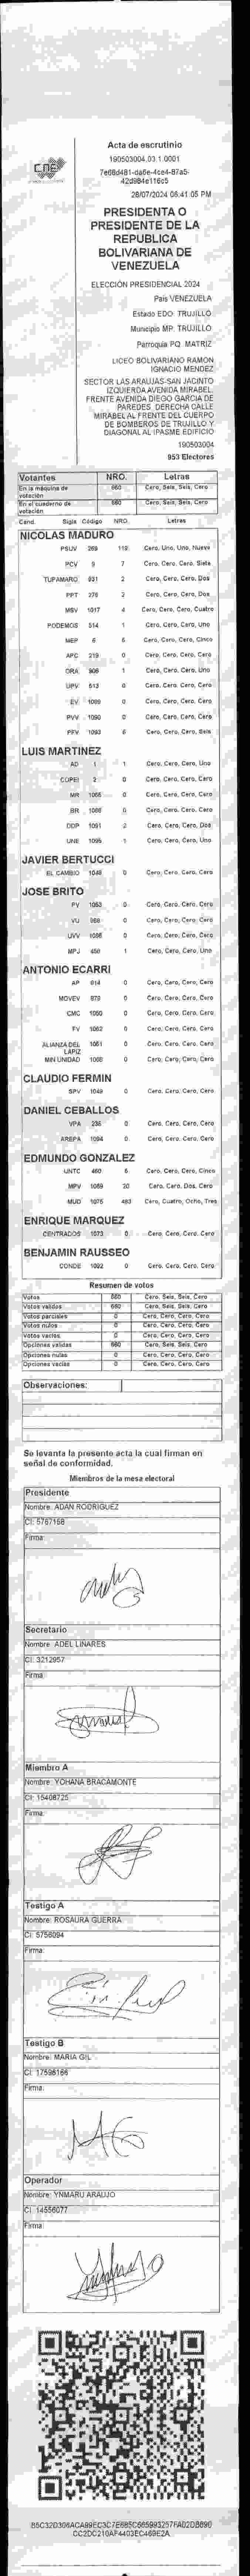 CNE
Acta de escrutinio
190503004.03.1.0001
28/07/2024 06:41:05 PM
PRESIDENTA O
PRESIDENTE DE LA
REPUBLICA
BOLIVARIANA DE
VENEZUELA
ELECCIÓN PRESIDENCIAL 2024
País VENEZUELA
Estado EDO. TRUJILLO
Municipio MP. TRUJILLO
Parroquia PQ. MATRIZ
LICEO BOLIVARIANO RAMON
IGNACIO MENDEZ
SECTOR LAS ARAUJAS-SAN JACINTO
IZQUIERDA AVENIDA MIRABEL.
FRENTE AVENIDA DIEGO GARCIA DE
PAREDES. DERECHA CALLE
MIRABEL AL FRENTE DEL CUERPO
DE BOMBEROS DE TRUJILLO Y
DIAGONAL AL IPASME EDIFICIO
190503004
953 Electores
Votantes NRO. Letras
En la máquina de votación 660 Cero, Seis, Seis, Cero
En el cuaderno de votación 660 Cero, Seis, Seis, Cero
Cand. Sigla Código NRO. Letras
NICOLAS MADURO
PSUV 269 119 Cero, Uno, Uno, Nueve
PCV 9 7 Cero, Cero, Cero, Siete
TUPAMARO 931 2 Cero, Cero, Cero, Dos
PPT 276 2 Cero, Cero, Cero, Dos
MSV 1017 4 Cero, Cero, Cero, Cuatro
PODEMOS 514 1 Cero, Cero, Cero, Uno
MEP 6 5 Cero, Cero, Cero, Cinco
APC 219 0 Cero, Cero, Cero, Cero
ORA 906 1 Cero, Cero, Cero, Uno
UPV 613 0 Cero, Cero, Cero, Cero
EV 1009 0 Cero, Cero, Cero, Cero
PVV 1090 0 Cero, Cero, Cero, Cero
PFV 1093 6 Cero, Cero, Cero, Seis
LUIS MARTINEZ
AD 1 1 Cero, Cero, Cero, Uno
COPEI 2 0 Cero, Cero, Cero, Cero
MR 1065 0 Cero, Cero, Cero, Cero
BR 1086 0 Cero, Cero, Cero, Cero
DDP 1091 2 Cero, Cero, Cero, Dos
UNE 1095 1 Cero, Cero, Cero, Uno
JAVIER BERTUCCI
EL CAMBIO 1048 0 Cero, Cero, Cero, Cero
JOSE BRITO
PV 1053 0 Cero, Cero, Cero, Cero
VU 968 0 Cero, Cero, Cero, Cero
UVV 1056 0 Cero, Cero, Cero, Cero
MPJ 458 1 Cero, Cero, Cero, Uno
ANTONIO ECARRI
AP 614 0 Cero, Cero, Cero, Cero
MOVEV 879 0 Cero, Cero, Cero, Cero
CMC 1050 0 Cero, Cero, Cero, Cero
FV 1062 0 Cero, Cero, Cero, Cero
ALIANZA DEL LAPIZ 1051 0 Cero, Cero, Cero, Cero
MIN UNIDAD 1068 0 Cero, Cero, Cero, Cero
CLAUDIO FERMIN
SPV 1049 0 Cero, Cero, Cero, Cero
DANIEL CEBALLOS
VPA 236 0 Cero, Cero, Cero, Cero
AREPA 1094 0 Cero, Cero, Cero, Cero
EDMUNDO GONZALEZ
UNTC 460 5 Cero, Cero, Cero, Cinco
MPV 1059 20 Cero, Cero, Dos, Cero
MUD 1075 483 Cero, Cuatro, Ocho, Tres
ENRIQUE MARQUEZ
CENTRADOS 1073 0 Cero, Cero, Cero, Cero
BENJAMIN RAUSSEO
CONDE 1092 0 Cero, Cero, Cero, Cero
Resumen de votos
Votos 660 Cero, Seis, Seis, Cero
Votos válidos 660 Cero, Seis, Seis, Cero
Votos parciales 0 Cero, Cero, Cero, Cero
Votos nulos 0 Cero, Cero, Cero, Cero
Votos vacíos 0 Cero, Cero, Cero, Cero
Opciones válidas 660 Cero, Seis, Seis, Cero
Opciones nulas 0 Cero, Cero, Cero, Cero
Opciones vacías 0 Cero, Cero, Cero, Cero
Observaciones:
Se levanta la presente acta la cual firman en
señal de conformidad.
Miembros de la mesa electoral
Presidente
Nombre: ADAN RODRIGUEZ
CI: 5767168
Firma:
Secretario
Nombre: ADEL LINARES
CI: 3212957
Firma:
Miembro A
Nombre: YOHANA BRACAMONTE
CI: 15408725
Firma:
Testigo A
Nombre: ROSAURA GUERRA
CI: 5756094
Firma:
Testigo B
Nombre: MARIA GIL
CI: 17596166
Firma:
Operador
Nombre: YNMARU ARAUJO
CI: 14556077
Firma: